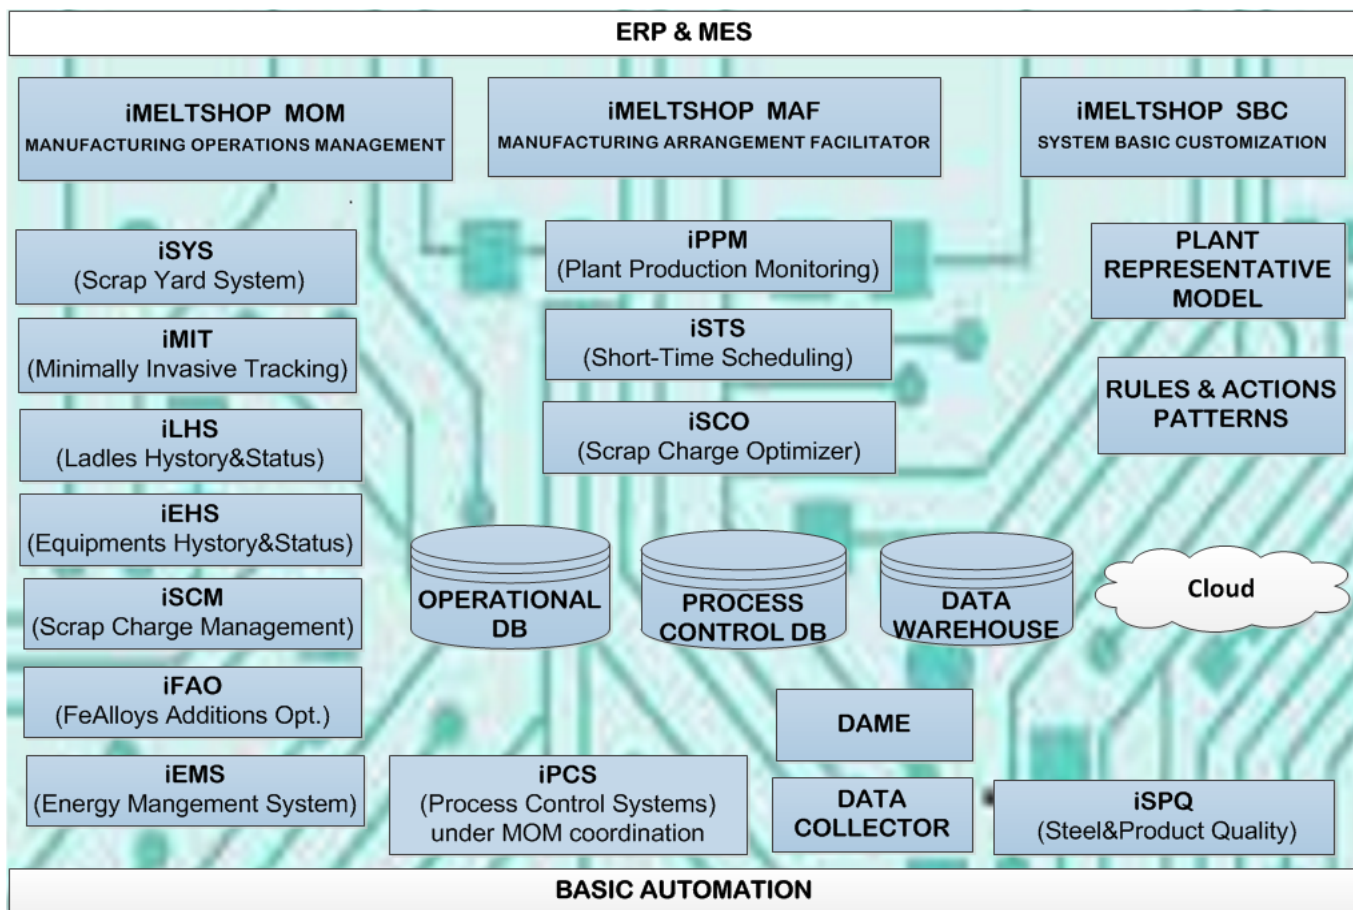 ERP & MES
iMELTSHOP MOM
MANUFACTURING OPERATIONS MANAGEMENT
iMELTSHOP MAF
MANUFACTURING ARRANGEMENT FACILITATOR
iMELTSHOP SBC
SYSTEM BASIC CUSTOMIZATION
iSYS
(Scrap Yard System)
iMIT
(Minimally Invasive Tracking)
iLHS
(Ladles Hystory&Status)
iEHS
(Equipments Hystory&Status)
iSCM
(Scrap Charge Management)
iFAO
(FeAlloys Additions Opt.)
iEMS
(Energy Mangement System)
iPPM
(Plant Production Monitoring)
iSTS
(Short-Time Scheduling)
iSCO
(Scrap Charge Optimizer)
PLANT
REPRESENTATIVE
MODEL
RULES & ACTIONS
PATTERNS
OPERATIONAL
DB
PROCESS
CONTROL DB
DATA
WAREHOUSE
Cloud
iPCS
(Process Control Systems)
under MOM coordination
DAME
DATA
COLLECTOR
iSPQ
(Steel&Product Quality)
BASIC AUTOMATION